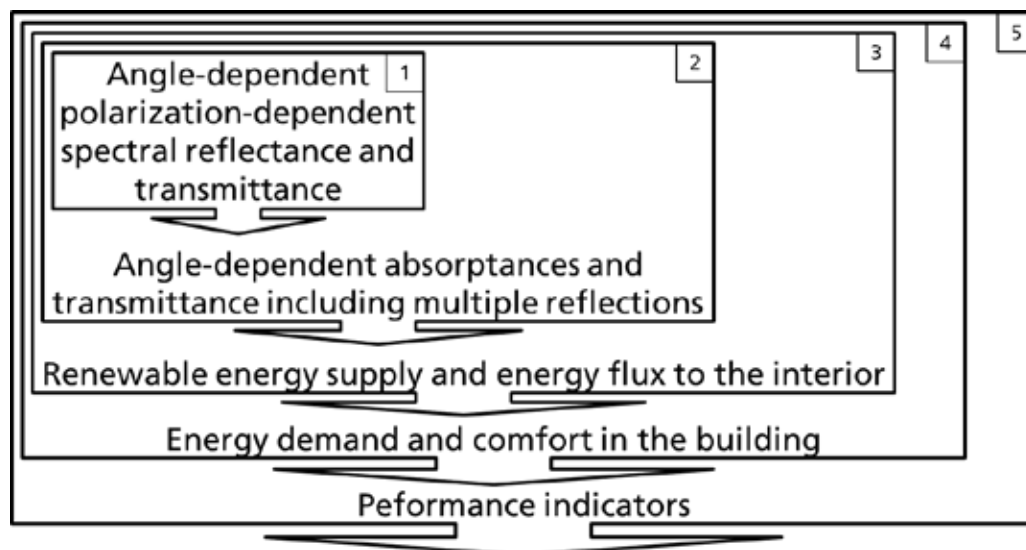 5
4
3
2
1
Angle-dependent
polarization-dependent
spectral reflectance and
transmittance
Angle-dependent absorptances and
transmittance including multiple reflections
Renewable energy supply and energy flux to the interior
Energy demand and comfort in the building
Peformance indicators